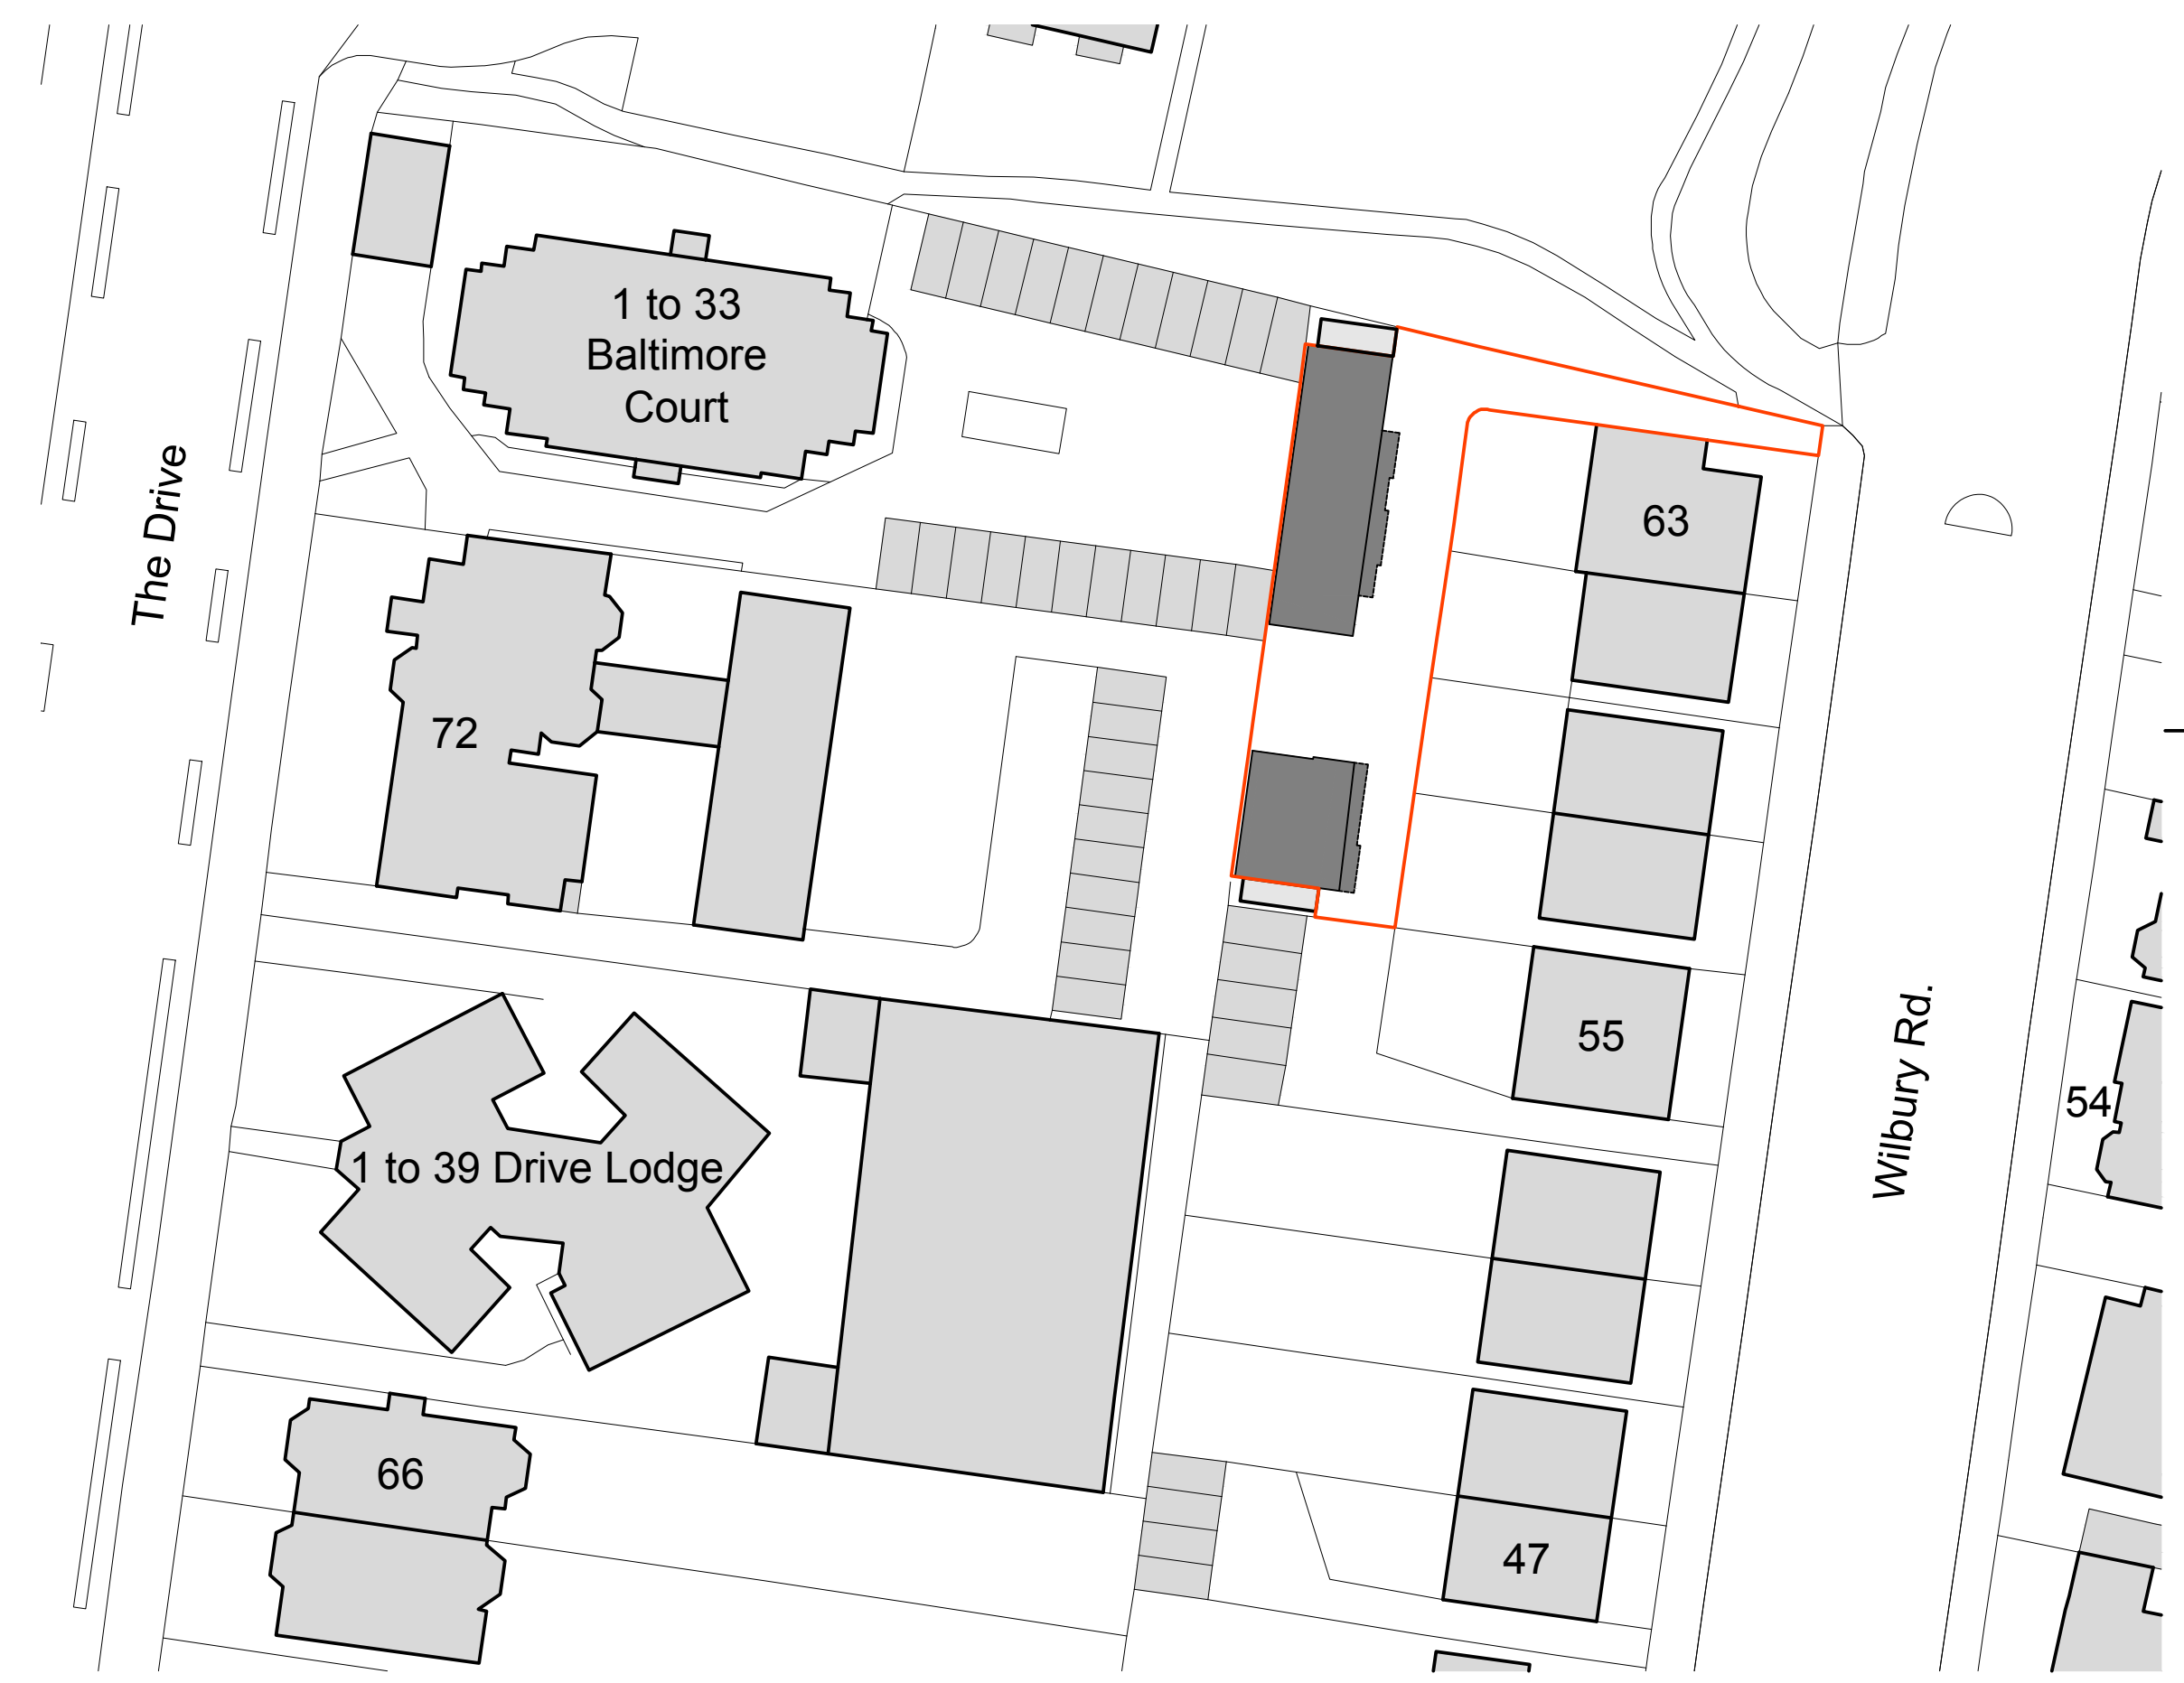 1 to 33
Baltimore
Court
The Drive
63
72
55
54
Wilbury Rd.
1 to 39 Drive Lodge
66
47